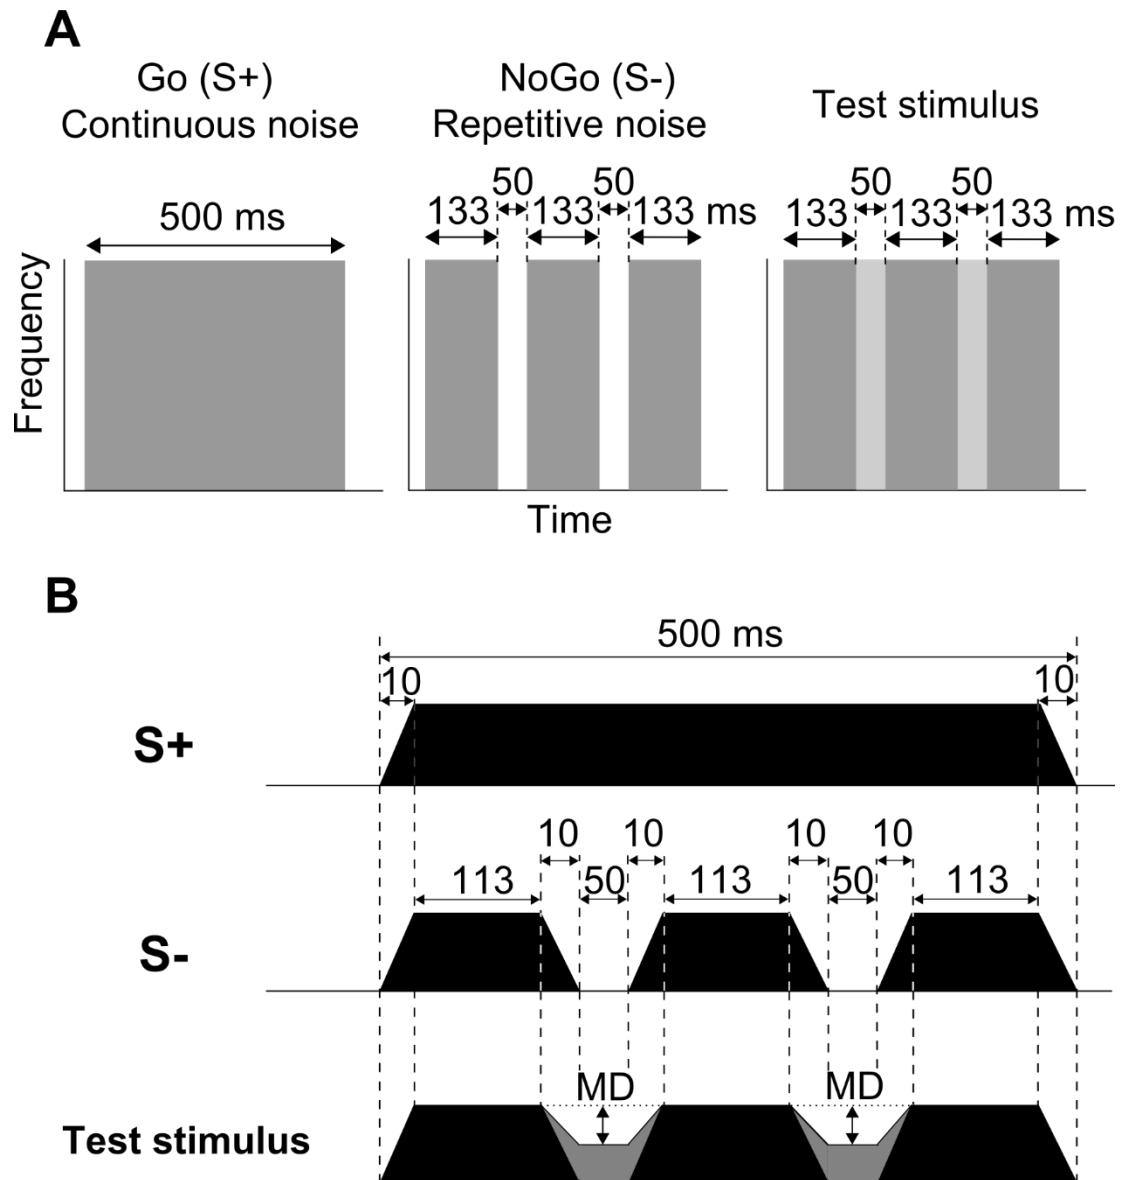 A
Go (S+)
Continuous noise
NoGo (S-)
Repetitive noise
Test stimulus
500 ms
50 50
133 133 133 ms
50 50
133 133 133 ms
Frequency
Time
B
500 ms
10 10
S+
10 10 10 10
113 50 113 50 113
S-
MD MD
Test stimulus